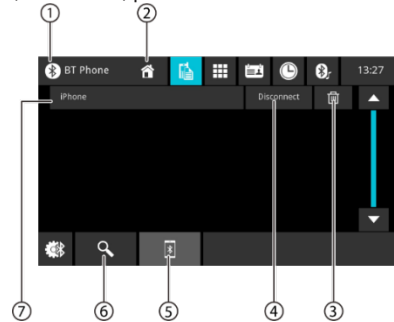 ① ②
BT Phone 13:27
iPhone Disconnect
⑦ ⑥ ⑤ ④ ③